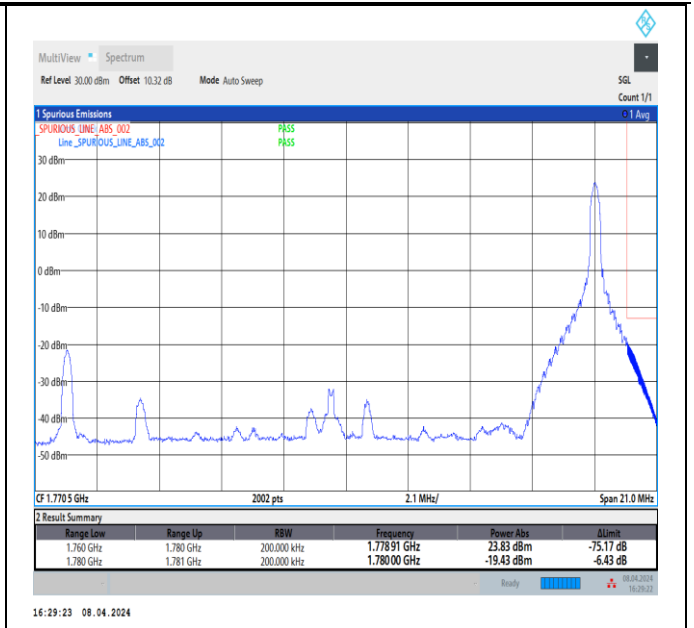 MultiView Spectrum
Ref Level 30.00 dBm Offset 10.32 dB Mode Auto Sweep SGL
Count 1/1
1 Spurious Emissions 1 Avg
_SPURIOUS_LINE_ABS_002 PASS
Line _SPURIOUS_LINE_ABS_002 PASS
30 dBm
20 dBm
10 dBm
0 dBm
-10 dBm
-20 dBm
-30 dBm
-40 dBm
-50 dBm
CF 1.7705 GHz 2002 pts 2.1 MHz/ Span 21.0 MHz
2 Result Summary
Range Low Range Up RBW Frequency Power Abs ΔLimit
1.760 GHz 1.780 GHz 200.000 kHz 1.77891 GHz 23.83 dBm -75.17 dB
1.780 GHz 1.781 GHz 200.000 kHz 1.78000 GHz -19.43 dBm -6.43 dB
Ready 08.04.2024
16:29:22
16:29:23 08.04.2024